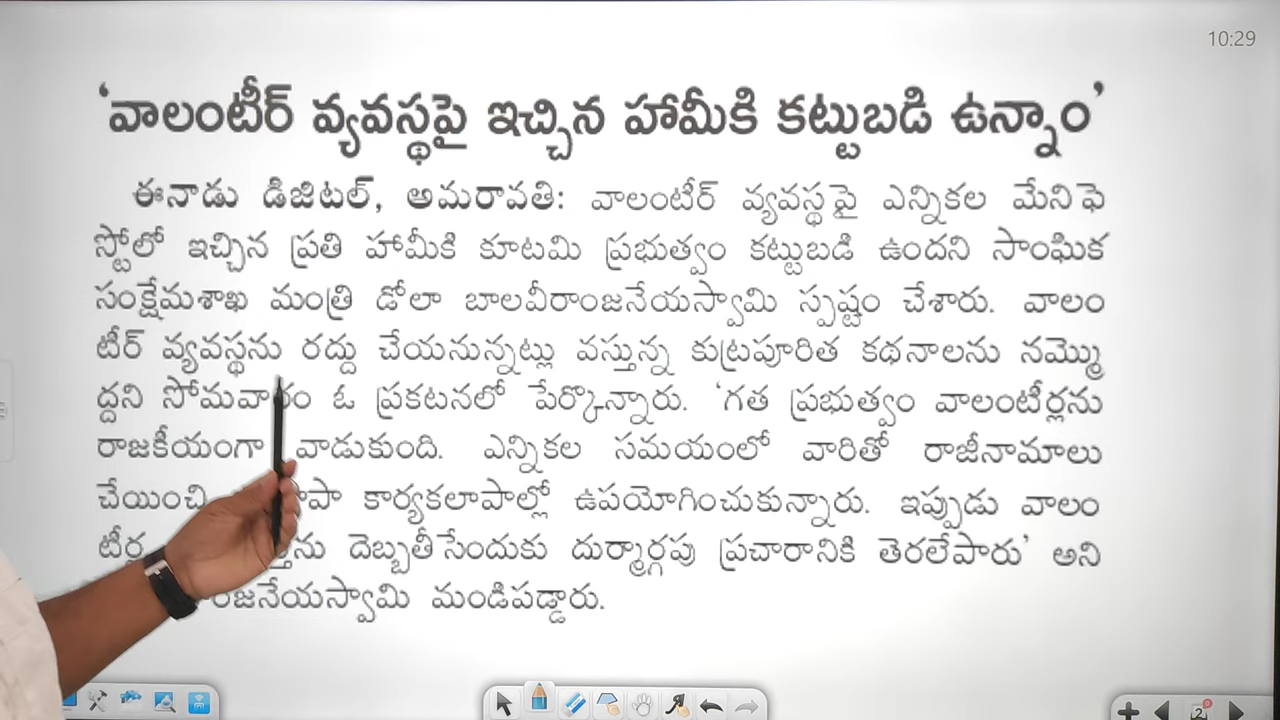 10:29
‘వాలంటీర్ వ్యవస్థపై ఇచ్చిన హామీకి కట్టుబడి ఉన్నాం’
ఈనాడు డిజిటల్, అమరావతి: వాలంటీర్ వ్యవస్థపై ఎన్నికల మేనిఫె
స్టోలో ఇచ్చిన ప్రతి హామీకి కూటమి ప్రభుత్వం కట్టుబడి ఉందని సాంఘిక
సంక్షేమశాఖ మంత్రి డోలా బాలవీరాంజనేయస్వామి స్పష్టం చేశారు. వాలం
టీర్ వ్యవస్థను రద్దు చేయనున్నట్లు వస్తున్న కుట్రపూరిత కథనాలను నమ్మొ
ద్దని సోమవారం ఓ ప్రకటనలో పేర్కొన్నారు. ‘గత ప్రభుత్వం వాలంటీర్లను
రాజకీయంగా వాడుకుంది. ఎన్నికల సమయంలో వారితో రాజీనామాలు
చేయించి కార్యకలాపాల్లో ఉపయోగించుకున్నారు. ఇప్పుడు వాలం
దెబ్బతీసేందుకు దుర్మార్గపు ప్రచారానికి తెరలేపారు’ అని
మండిపడ్డారు.
2